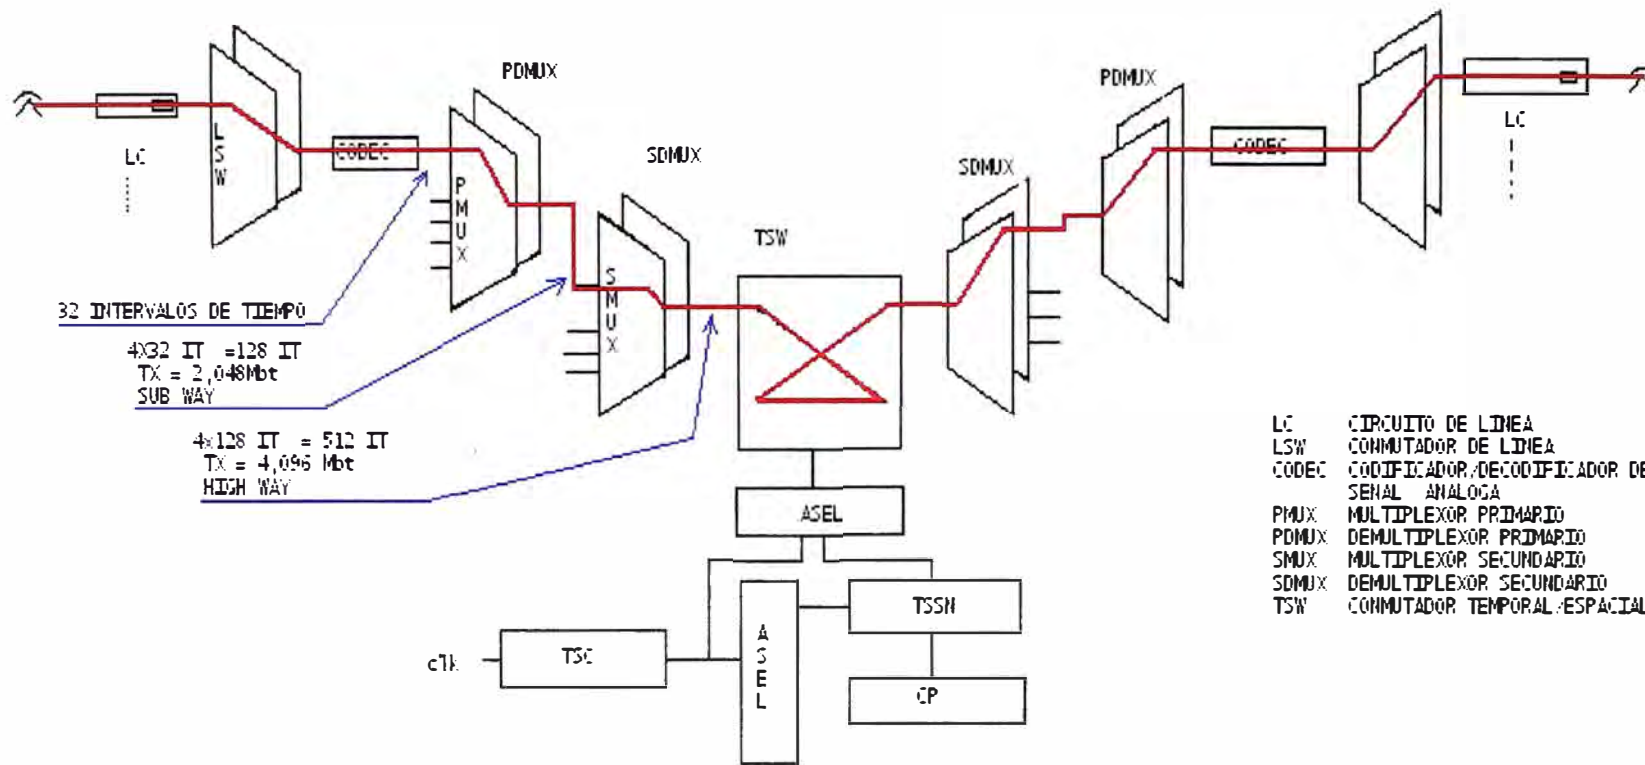 PDMUX
PDMUX
LSW
LC
CODEC
PMUX
SDMUX
SMUX
TSW
SDMUX
CODEC
LC
32 INTERVALOS DE TIEMPO
4X32 IT =128 IT
TX = 2,048Mbt
SUB WAY
4x128 IT = 512 IT
TX = 4,096 Mbt
HIGH WAY
ASEL
TSSN
ASEL
clk
TSC
CP
LC CIRCUITO DE LINEA
LSW CONMUTADOR DE LINEA
CODEC CODIFICADOR/DECODIFICADOR DE
SENAL ANALOGA
PMUX MULTIPLEXOR PRIMARIO
PDMUX DEMULTIPLEXOR PRIMARIO
SMUX MULTIPLEXOR SECUNDARIO
SDMUX DEMULTIPLEXOR SECUNDARIO
TSW CONMUTADOR TEMPORAL/ESPACIAL